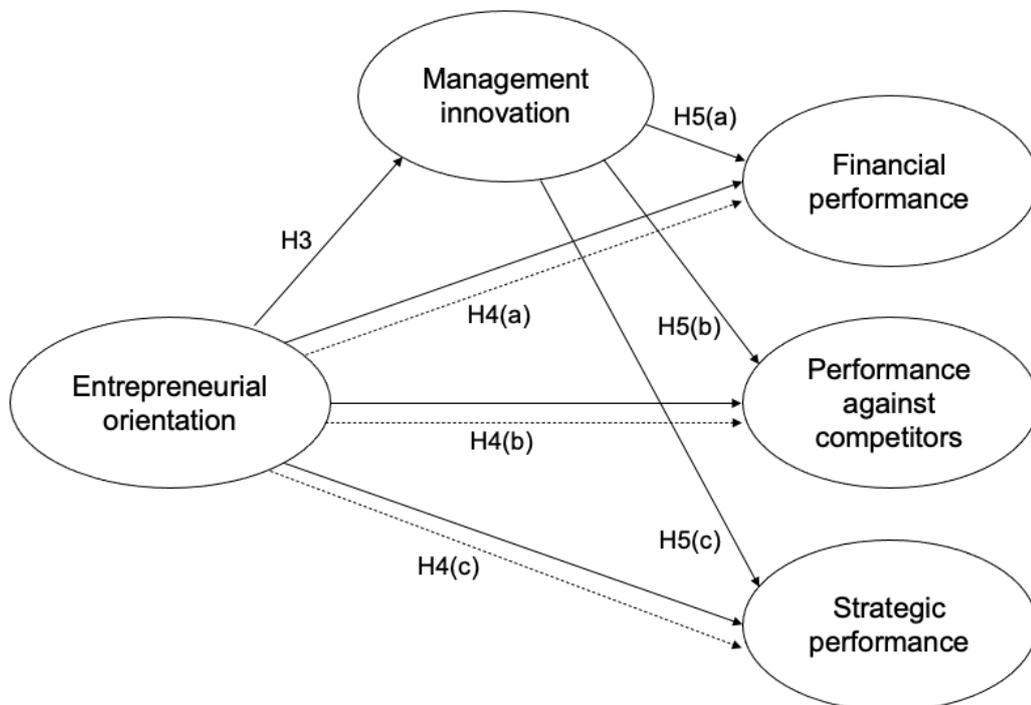 Management
innovation
H5(a)
Financial
performance
H3
H4(a)
H5(b)
Entrepreneurial
orientation
Performance
against
competitors
H4(b)
H5(c)
H4(c)
Strategic
performance